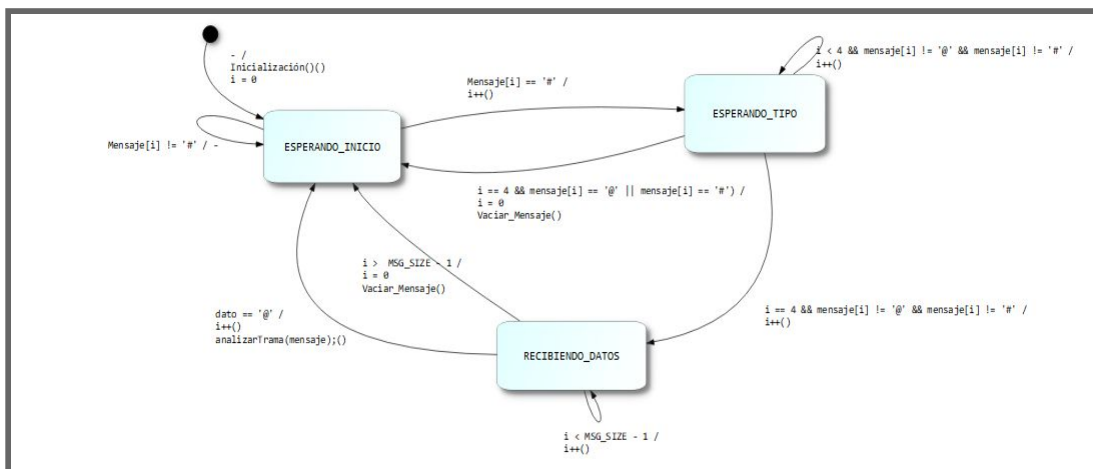 - /
Inicialización()()
i = 0
i < 4 && mensaje[i] != '@' && mensaje[i] != '#' /
i++()
Mensaje[i] == '#' /
i++()
ESPERANDO_TIPO
Mensaje[i] != '#' / -
ESPERANDO_INICIO
i == 4 && mensaje[i] == '@' || mensaje[i] == '#') /
i = 0
Vaciar_Mensaje()
i > MSG_SIZE - 1 /
i = 0
Vaciar_Mensaje()
dato == '@' /
i++()
analizarTrama(mensaje);()
i == 4 && mensaje[i] != '@' && mensaje[i] != '#' /
i++()
RECIBIENDO_DATOS
i < MSG_SIZE - 1 /
i++()